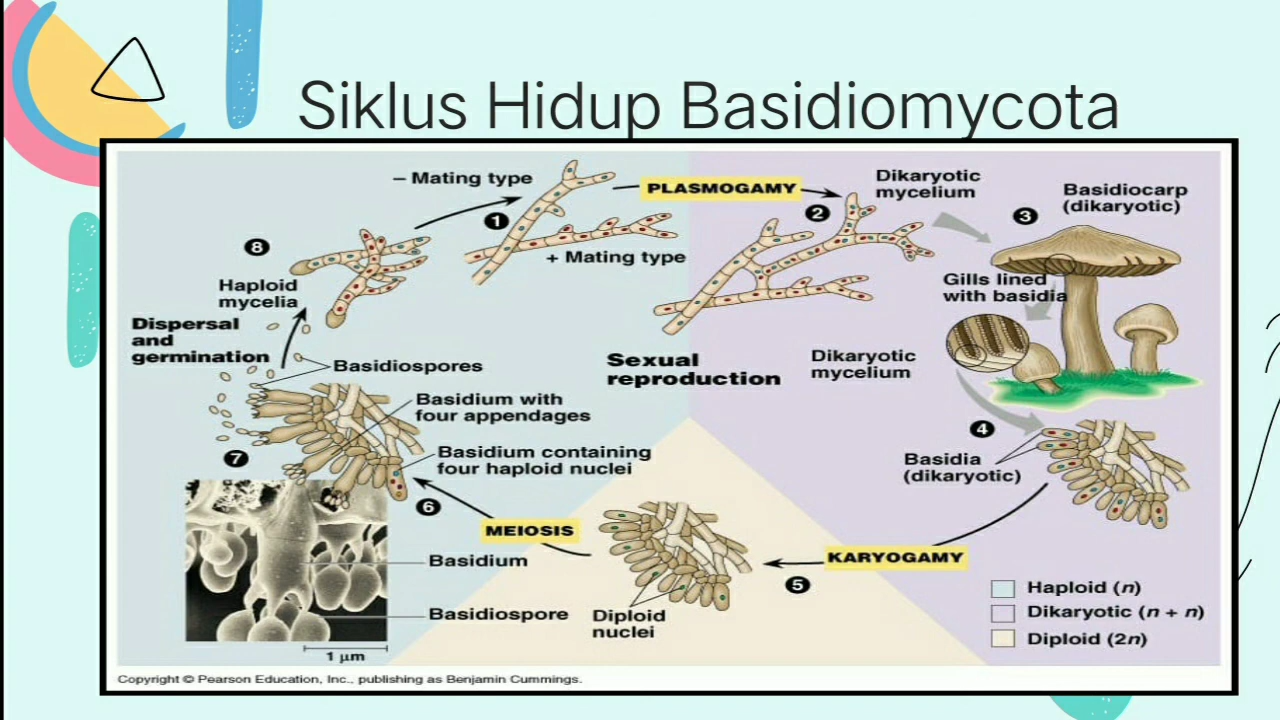 Siklus Hidup Basidiomycota
– Mating type
PLASMOGAMY
Dikaryotic
mycelium
Basidiocarp
(dikaryotic)
1
2
3
+ Mating type
8
Haploid
mycelia
Gills lined
with basidia
Dispersal
and
germination
Sexual
reproduction
Dikaryotic
mycelium
Basidiospores
Basidium with
four appendages
4
Basidia
(dikaryotic)
7
Basidium containing
four haploid nuclei
6
MEIOSIS
KARYOGAMY
5
Basidium
Basidiospore
Diploid
nuclei
1 μm
Haploid (n)
Dikaryotic (n + n)
Diploid (2n)
Copyright © Pearson Education, Inc., publishing as Benjamin Cummings.